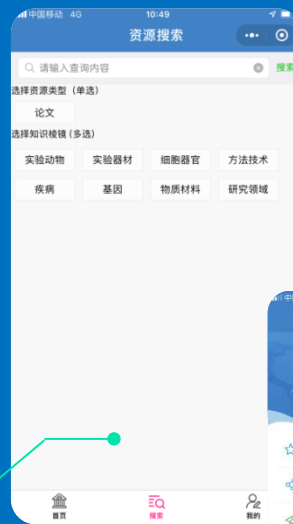 中国移动 4G 10:49
资源搜索
请输入查询内容 搜索
选择资源类型（单选）
论文
选择知识棱镜（多选）
实验动物 实验器材 细胞器官 方法技术
疾病 基因 物质材料 研究领域
首页 搜索 我的